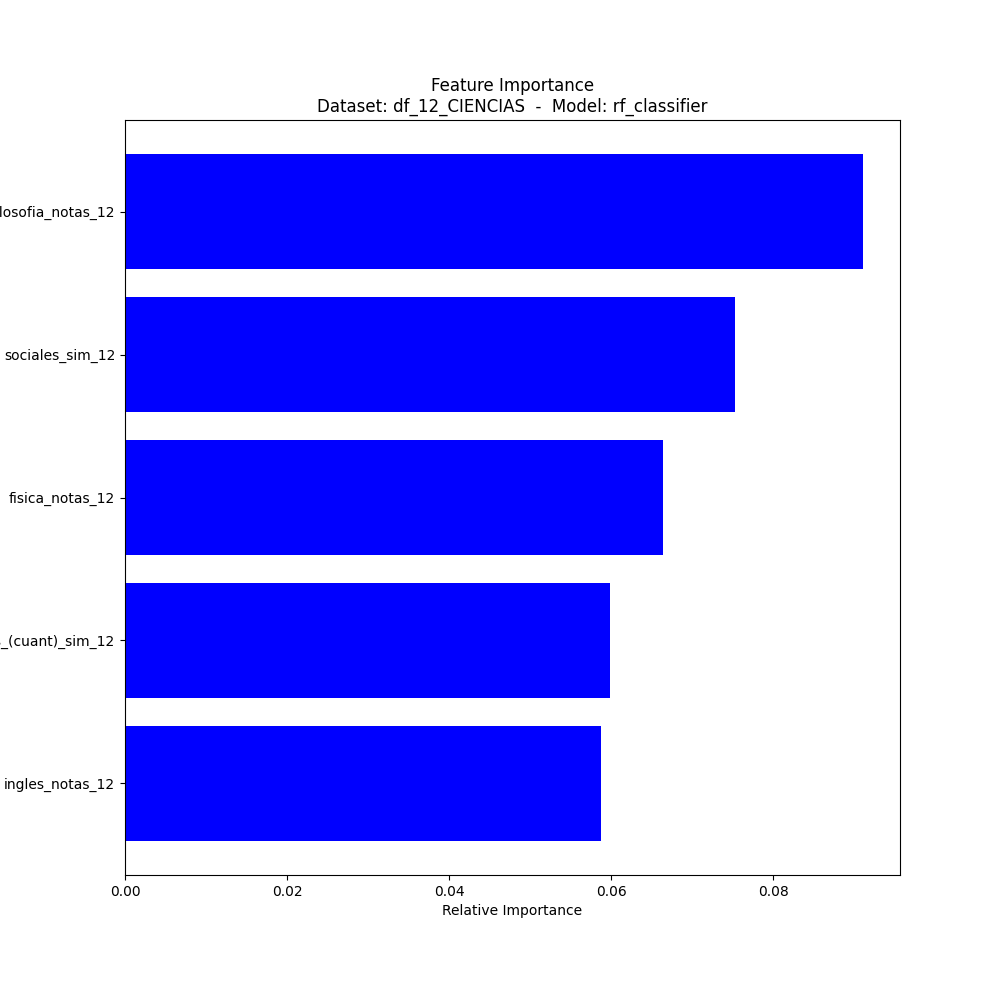 Feature Importance
Dataset: df_12_CIENCIAS  -  Model: rf_classifier
losofia_notas_12
sociales_sim_12
fisica_notas_12
_(cuant)_sim_12
ingles_notas_12
0.00
0.02
0.04
0.06
0.08
Relative Importance